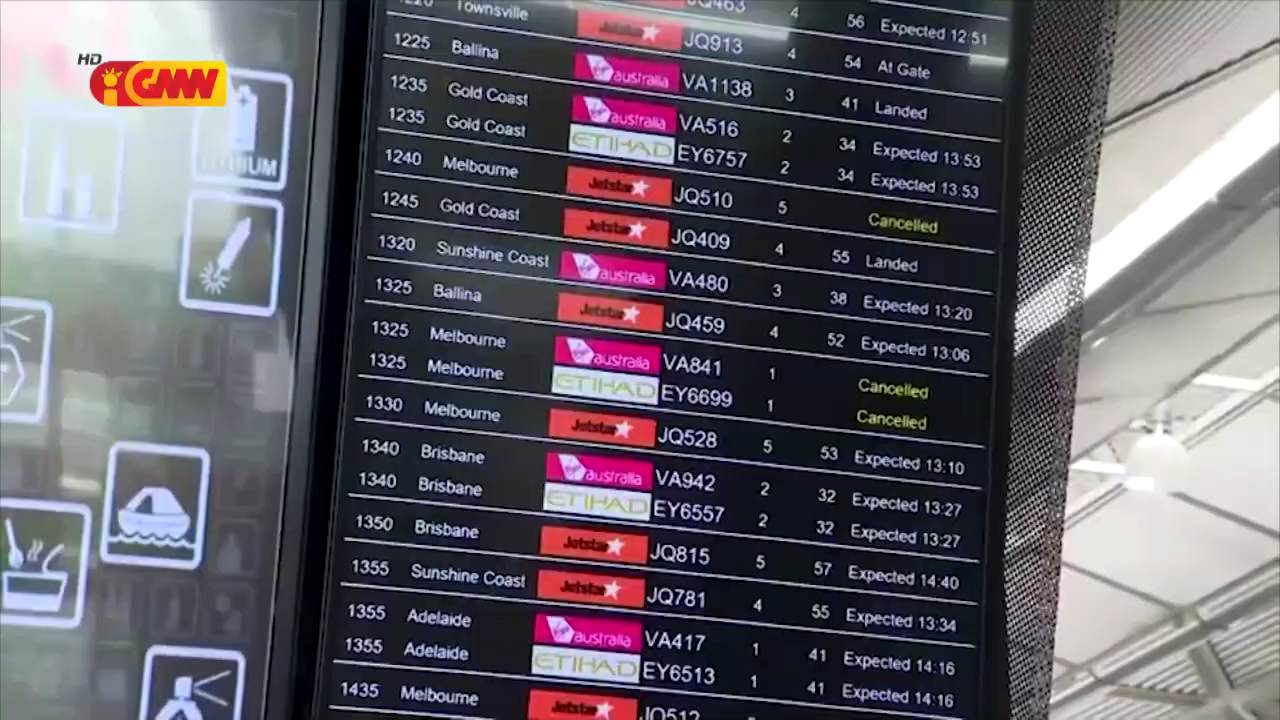 HD
GMW
LITHIUM
1220 Townsville JQ463 4 56 Expected 12:51
Jetstar JQ913 4 54 At Gate
1225 Ballina australia VA1138 3 41 Landed
1235 Gold Coast australia VA516 2 34 Expected 13:53
1235 Gold Coast ETIHAD EY6757 2 34 Expected 13:53
1240 Melbourne Jetstar JQ510 5 Cancelled
1245 Gold Coast Jetstar JQ409 4 55 Landed
1320 Sunshine Coast australia VA480 3 38 Expected 13:20
1325 Ballina Jetstar JQ459 4 52 Expected 13:06
1325 Melbourne australia VA841 1 Cancelled
1325 Melbourne ETIHAD EY6699 1 Cancelled
1330 Melbourne Jetstar JQ528 5 53 Expected 13:10
1340 Brisbane australia VA942 2 32 Expected 13:27
1340 Brisbane ETIHAD EY6557 2 32 Expected 13:27
1350 Brisbane Jetstar JQ815 5 57 Expected 14:40
1355 Sunshine Coast Jetstar JQ781 4 55 Expected 13:34
1355 Adelaide australia VA417 1 41 Expected 14:16
1355 Adelaide ETIHAD EY6513 1 41 Expected 14:16
1435 Melbourne Jetstar JQ512